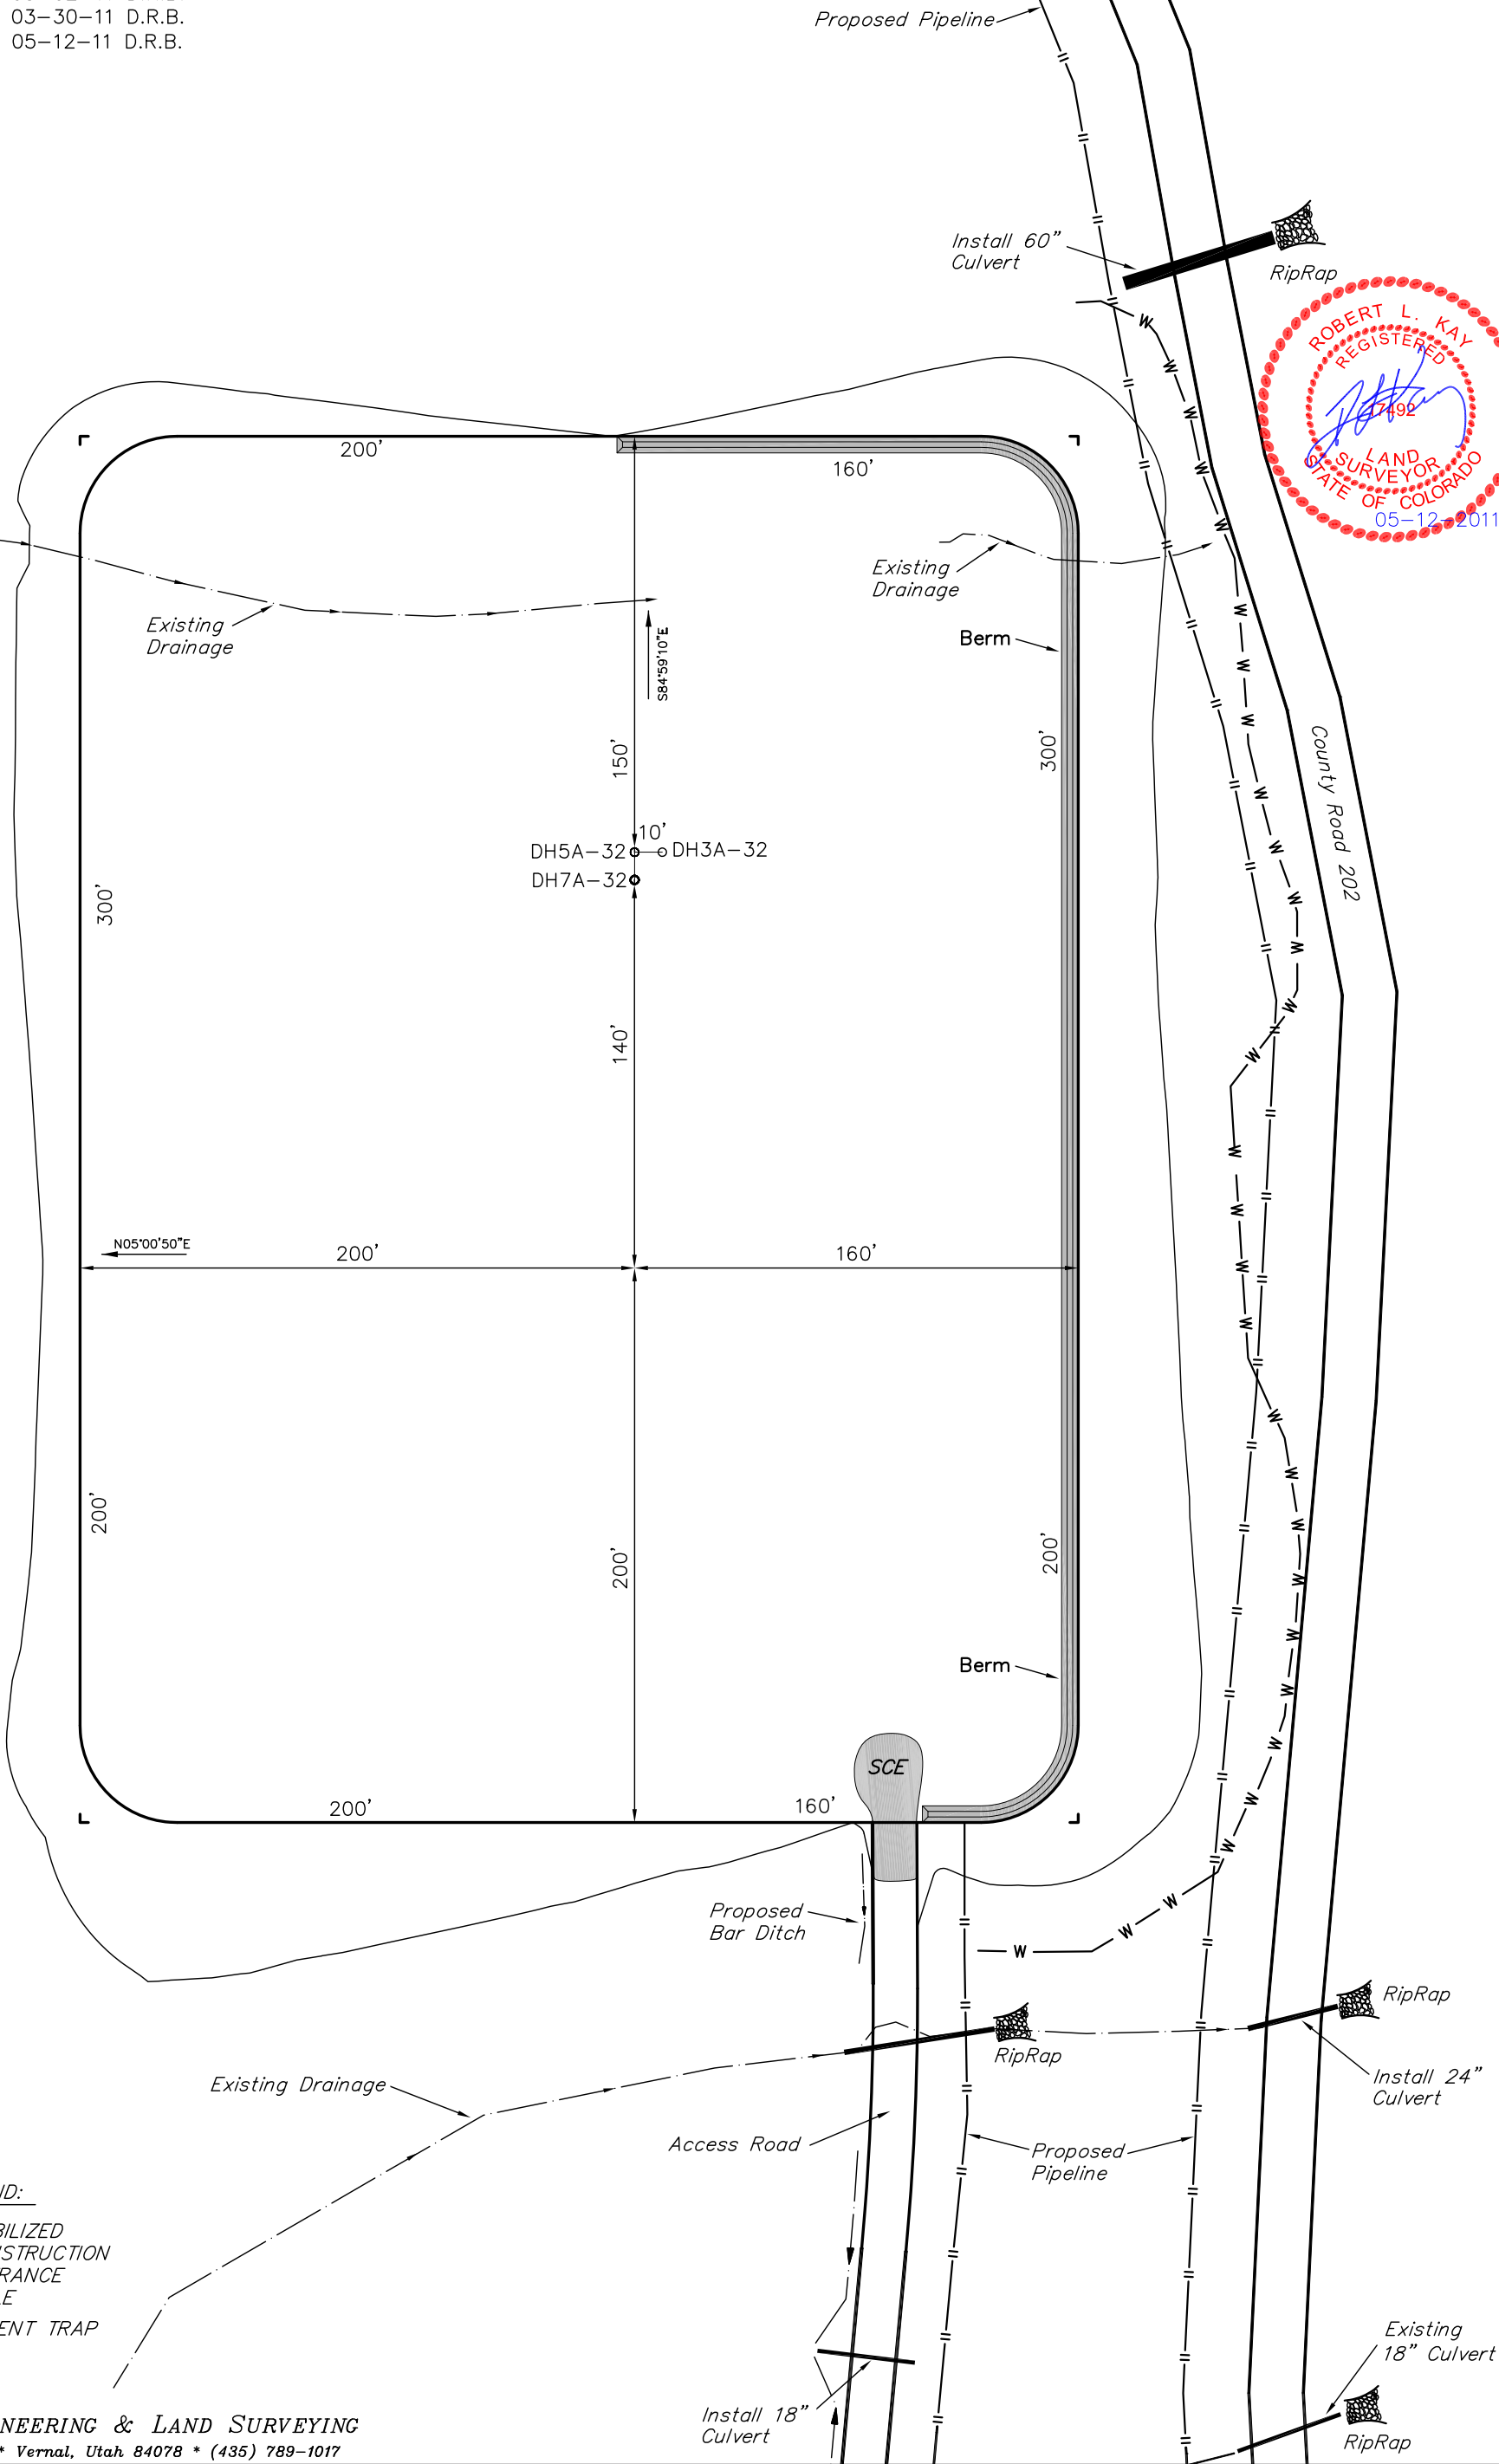 03-30-11 D.R.B.
05-12-11 D.R.B.
Proposed Pipeline
Install 60"
Culvert
RipRap
ROBERT L. KAY
REGISTERED
17492
LAND
SURVEYOR
STATE OF COLORADO
05-12-2011
200'
160'
Existing
Drainage
Existing
Drainage
Berm
S84°59'10"E
150'
300'
County Road 202
10'
DH5A-32
DH3A-32
DH7A-32
300'
140'
N05°00'50"E
200'
160'
200'
200'
200'
Berm
SCE
200'
160'
Proposed
Bar Ditch
W W W W W W W W W W W W W W W W W W W W W W W W W W W W W W W W
RipRap
RipRap
Existing Drainage
Install 24"
Culvert
Access Road
Proposed
Pipeline
ND:
BILIZED
NSTRUCTION
RANCE
LE
ENT TRAP
Existing
18" Culvert
Install 18"
Culvert
RipRap
NEERING & LAND SURVEYING
* Vernal, Utah 84078 * (435) 789-1017